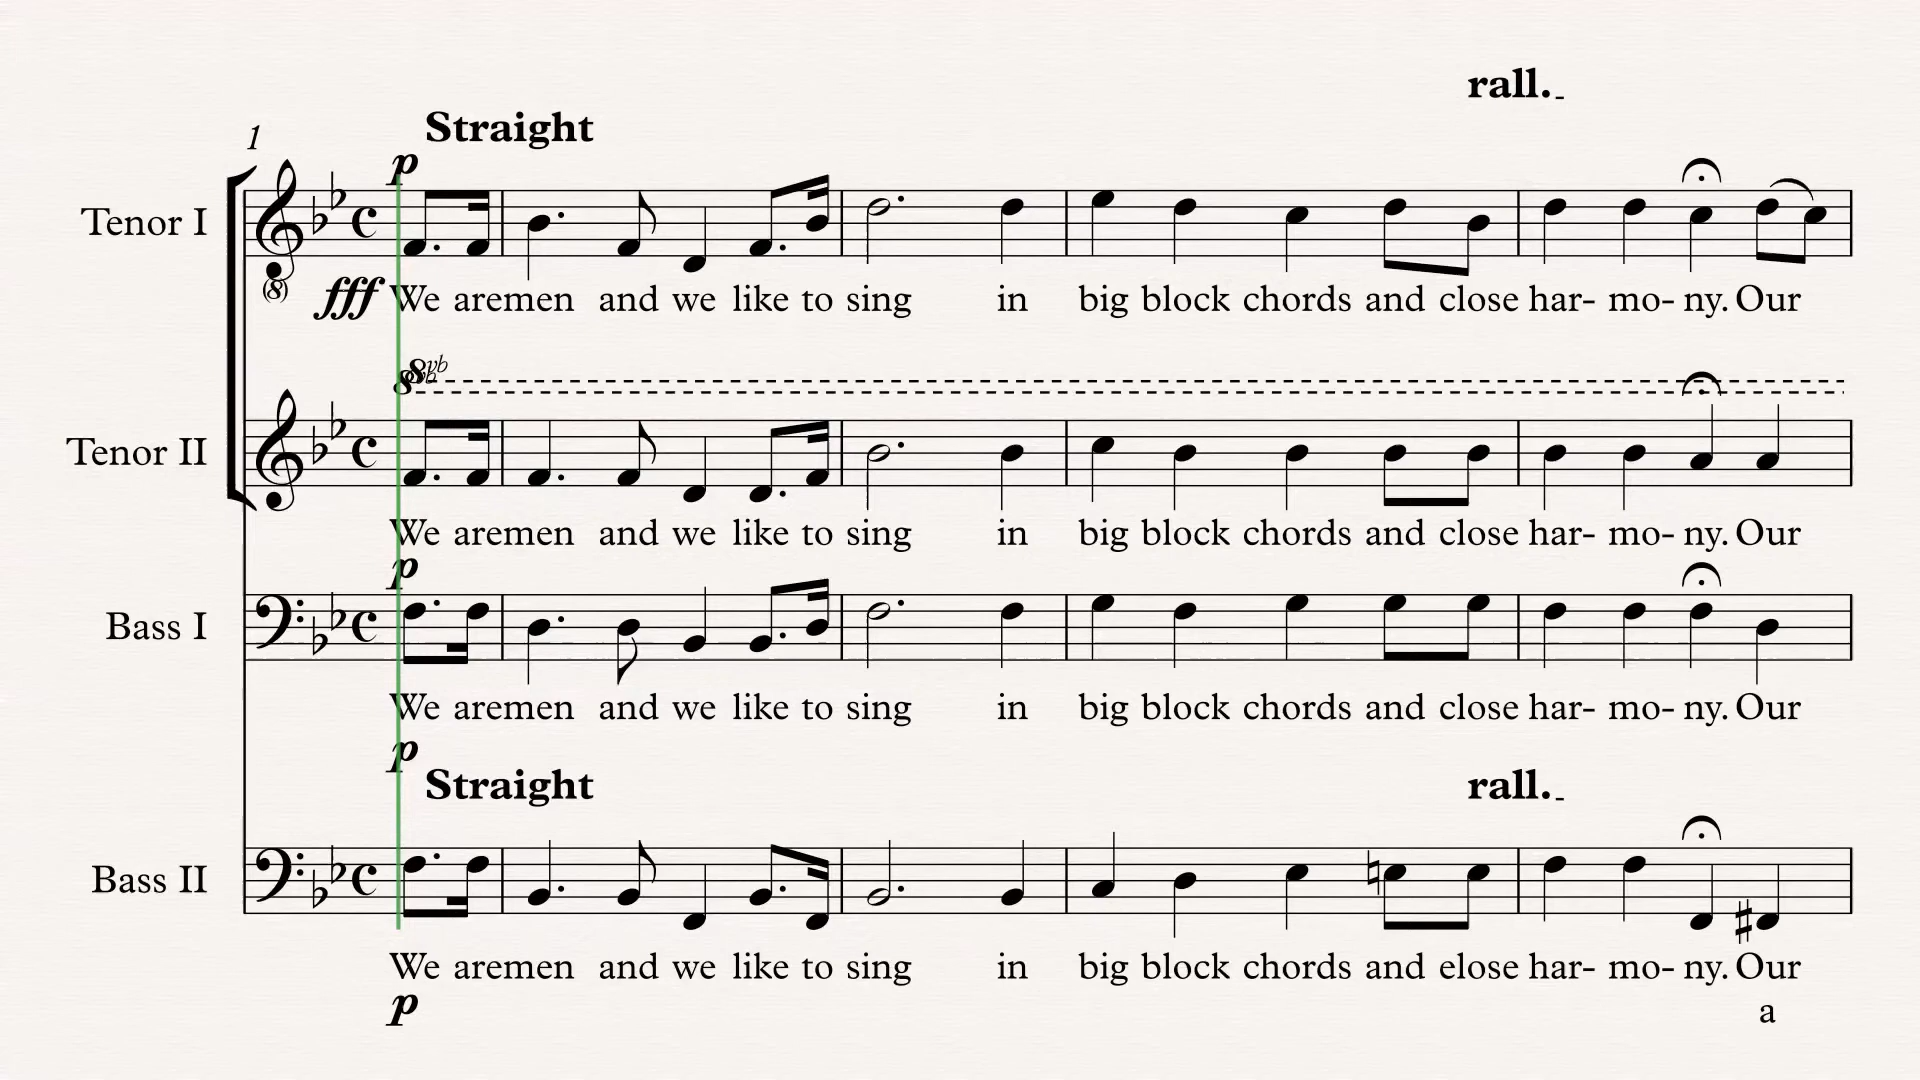 rall.
Straight
1
p
Tenor I
(8)
fff We aremen and we like to sing in big block chords and close har- mo- ny. Our
8vb
8vb
Tenor II
We aremen and we like to sing in big block chords and close har- mo- ny. Our
p
Bass I
We aremen and we like to sing in big block chords and close har- mo- ny. Our
p
Straight rall.
Bass II
We aremen and we like to sing in big block chords and elose har- mo- ny. Our
p a